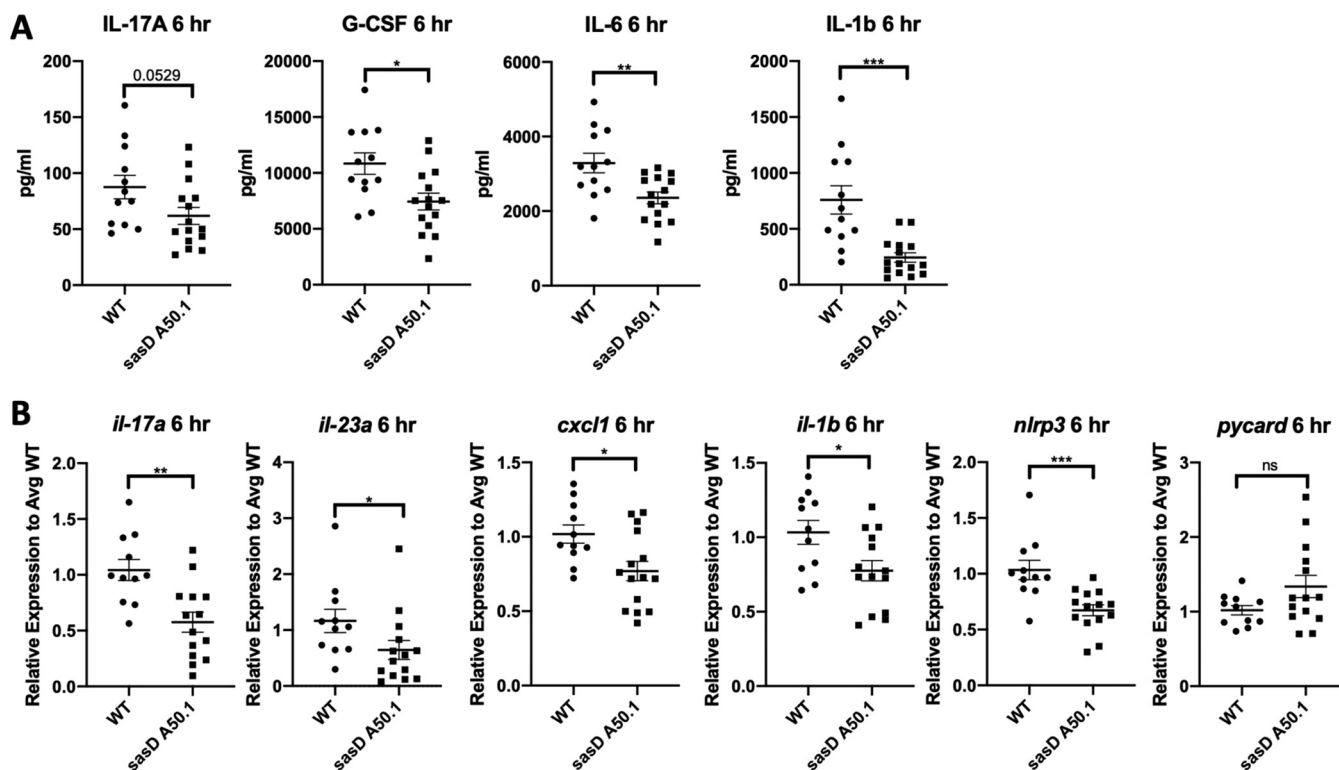 A
IL-17A 6 hr
G-CSF 6 hr
IL-6 6 hr
IL-1b 6 hr
pg/ml
200
150
100
50
0
0.0529
WT
sasD A50.1
pg/ml
20000
15000
10000
5000
0
*
WT
sasD A50.1
pg/ml
6000
4000
2000
0
**
WT
sasD A50.1
pg/ml
2000
1500
1000
500
0
***
WT
sasD A50.1
B
il-17a 6 hr
il-23a 6 hr
cxcl1 6 hr
il-1b 6 hr
nlrp3 6 hr
pycard 6 hr
Relative Expression to Avg WT
2.0
1.5
1.0
0.5
0.0
**
WT
sasD A50.1
Relative Expression to Avg WT
4
3
2
1
0
*
WT
sasD A50.1
Relative Expression to Avg WT
1.5
1.0
0.5
0.0
*
WT
sasD A50.1
Relative Expression to Avg WT
1.5
1.0
0.5
0.0
*
WT
sasD A50.1
Relative Expression to Avg WT
2.0
1.5
1.0
0.5
0.0
***
WT
sasD A50.1
Relative Expression to Avg WT
3
2
1
0
ns
WT
sasD A50.1